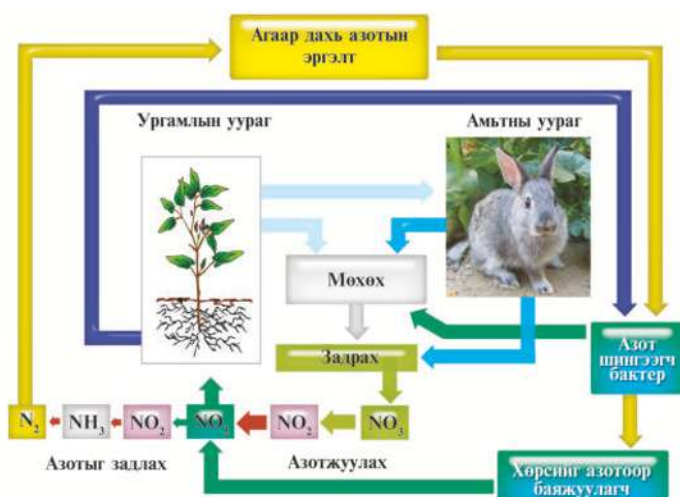 Агаар дахь азотын
эргэлт
Ургамлын уураг
Амьтны уураг
Мөхөх
Задрах
Азот
шингээгч
бактер
N₂
NH₃
NO₂
NO₂
NO₃
Азотыг задлах
Азотжуулах
Хөрсийг азотоор
баяжуулагч